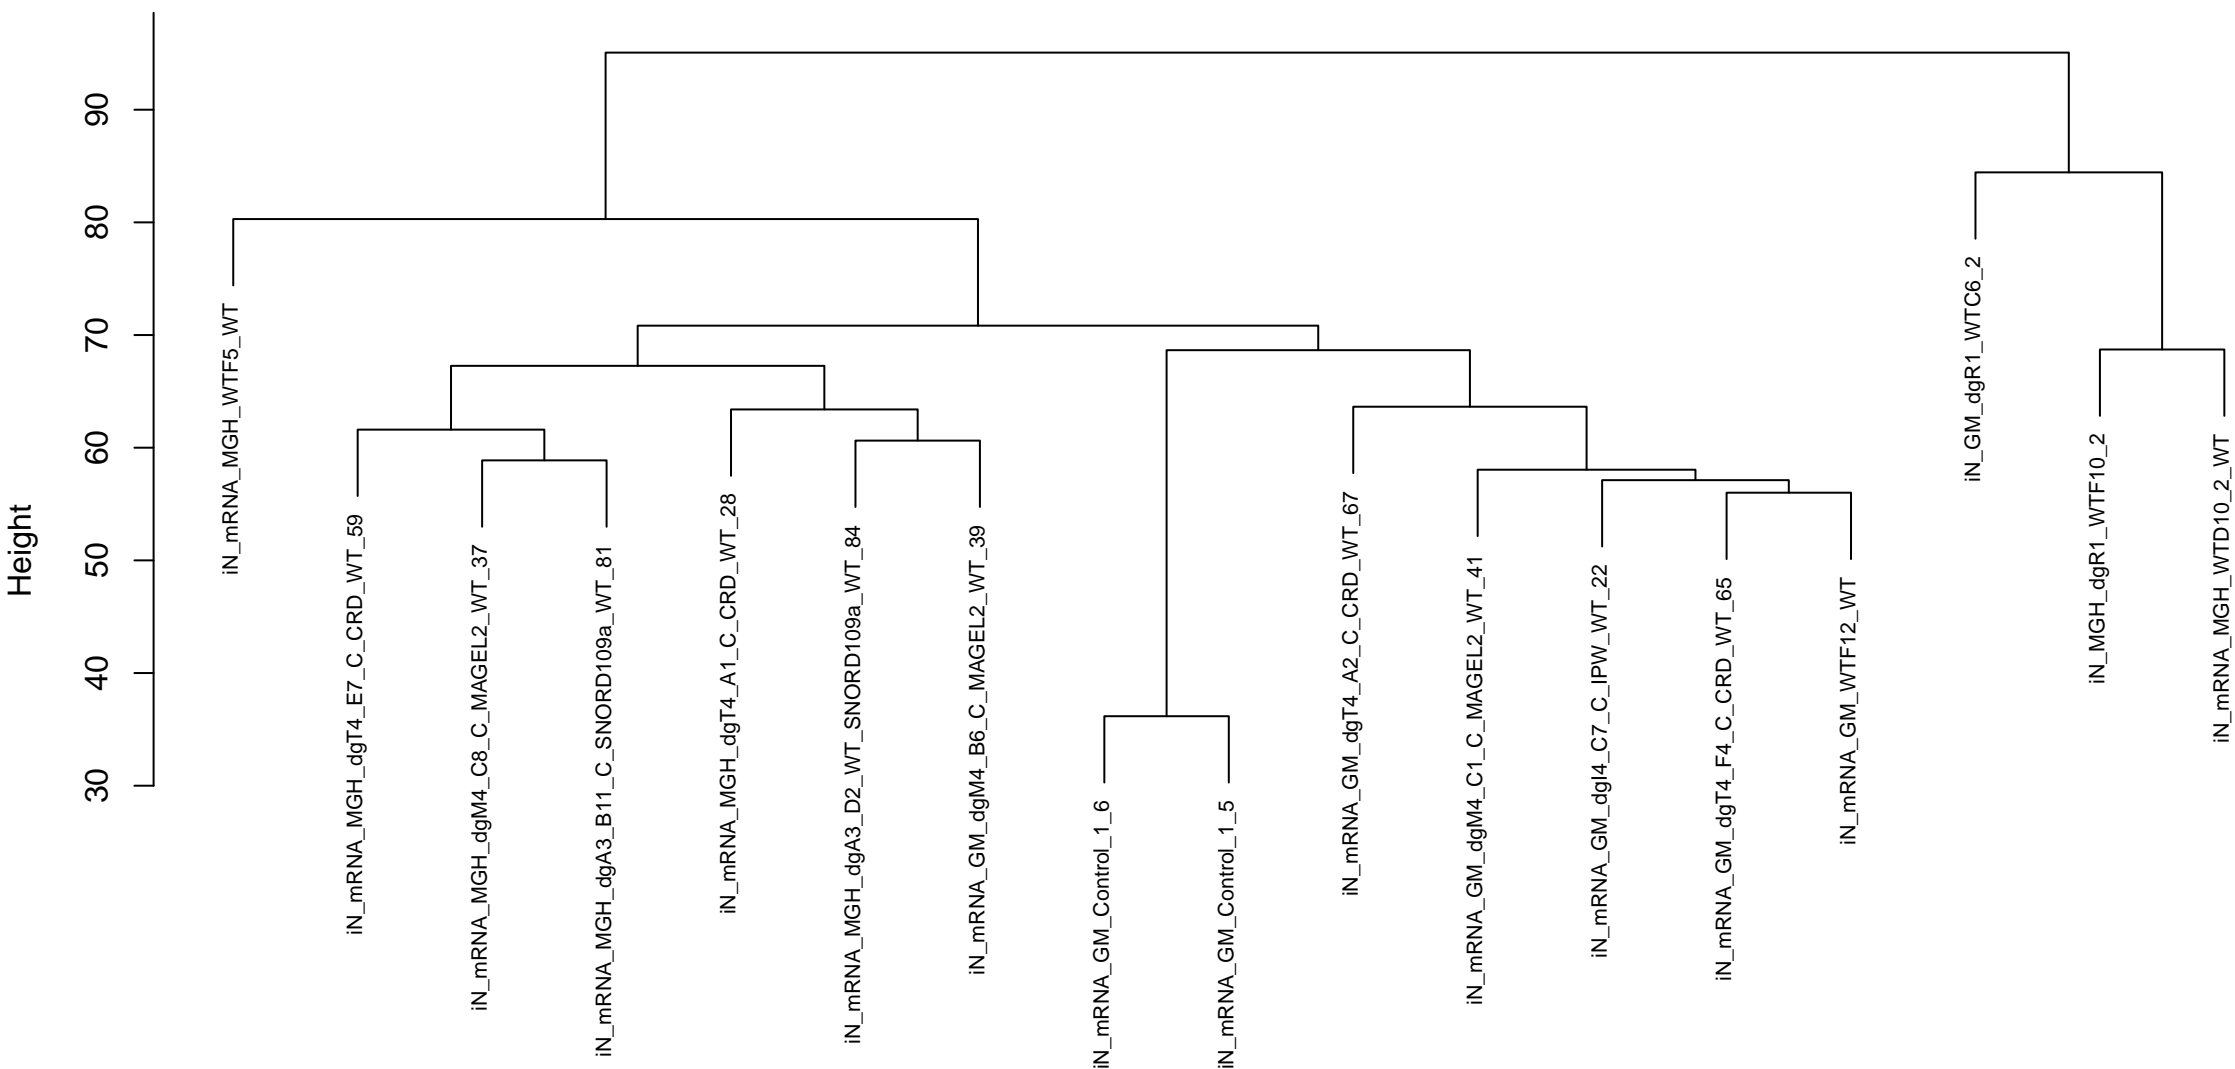 Height
90
80
70
60
50
40
30
iN_mRNA_MGH_WTF5_WT
iN_mRNA_MGH_dgT4_E7_C_CRD_WT_59
iN_mRNA_MGH_dgM4_C8_C_MAGEL2_WT_37
iN_mRNA_MGH_dgA3_B11_C_SNORD109a_WT_81
iN_mRNA_MGH_dgT4_A1_C_CRD_WT_28
iN_mRNA_MGH_dgA3_D2_WT_SNORD109a_WT_84
iN_mRNA_GM_dgM4_B6_C_MAGEL2_WT_39
iN_mRNA_GM_Control_1_6
iN_mRNA_GM_Control_1_5
iN_mRNA_GM_dgT4_A2_C_CRD_WT_67
iN_mRNA_GM_dgM4_C1_C_MAGEL2_WT_41
iN_mRNA_GM_dgI4_C7_C_IPW_WT_22
iN_mRNA_GM_dgT4_F4_C_CRD_WT_65
iN_mRNA_GM_WTF12_WT
iN_GM_dgR1_WTC6_2
iN_MGH_dgR1_WTF10_2
iN_mRNA_MGH_WTD10_2_WT